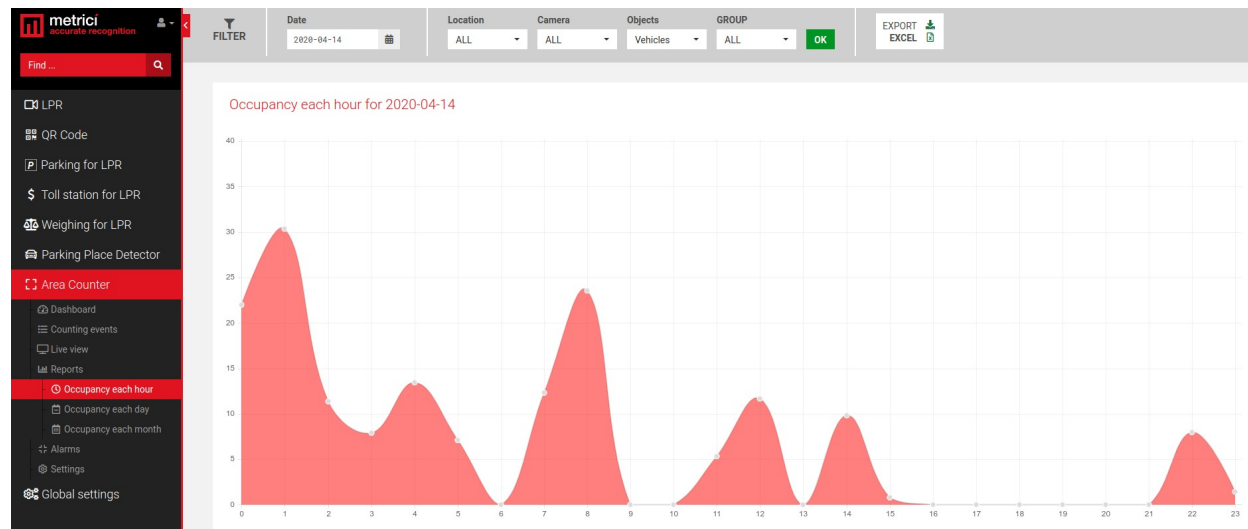 metrici
accurate recognition
Find ...
LPR
QR Code
Parking for LPR
Toll station for LPR
Weighing for LPR
Parking Place Detector
Area Counter
Dashboard
Counting events
Live view
Reports
Occupancy each hour
Occupancy each day
Occupancy each month
Alarms
Settings
Global settings
FILTER
Date
2020-04-14
Location
ALL
Camera
ALL
Objects
Vehicles
GROUP
ALL
OK
EXPORT
EXCEL
Occupancy each hour for 2020-04-14
40
35
30
25
20
15
10
5
0
0 1 2 3 4 5 6 7 8 9 10 11 12 13 14 15 16 17 18 19 20 21 22 23